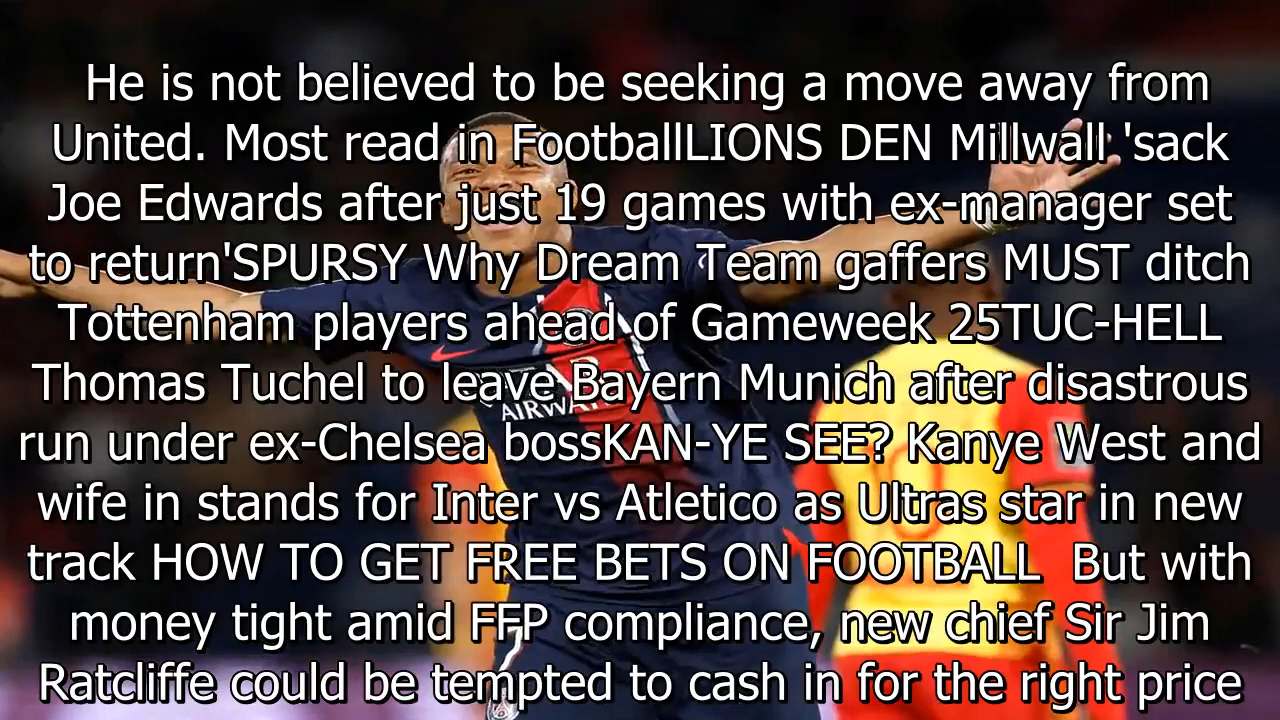 He is not believed to be seeking a move away from
United. Most read in FootballLIONS DEN Millwall 'sack
Joe Edwards after just 19 games with ex-manager set
to return'SPURSY Why Dream Team gaffers MUST ditch
Tottenham players ahead of Gameweek 25TUC-HELL
Thomas Tuchel to leave Bayern Munich after disastrous
run under ex-Chelsea bossKAN-YE SEE? Kanye West and
wife in stands for Inter vs Atletico as Ultras star in new
track HOW TO GET FREE BETS ON FOOTBALL  But with
money tight amid FFP compliance, new chief Sir Jim
Ratcliffe could be tempted to cash in for the right price
AIRWA
7